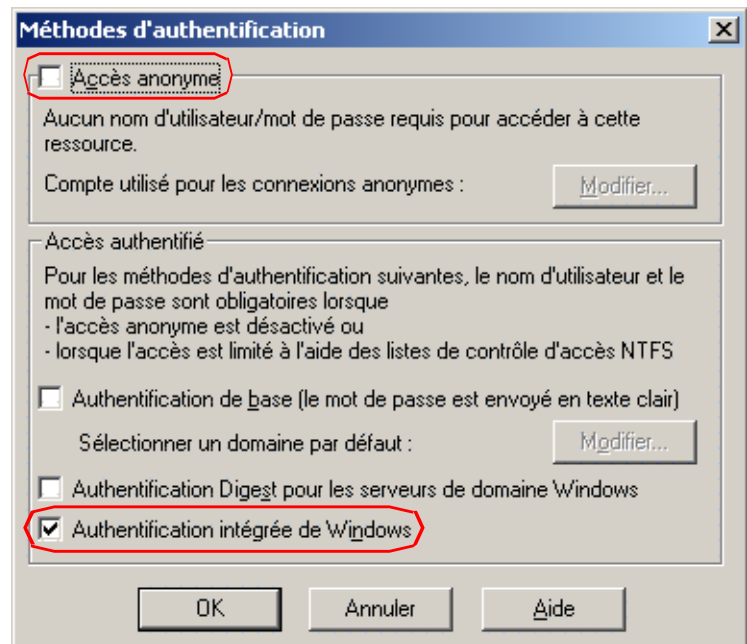 Méthodes d'authentification
Accès anonyme
Aucun nom d'utilisateur/mot de passe requis pour accéder à cette
ressource.
Compte utilisé pour les connexions anonymes :
Modifier...
Accès authentifié
Pour les méthodes d'authentification suivantes, le nom d'utilisateur et le
mot de passe sont obligatoires lorsque
- l'accès anonyme est désactivé ou
- lorsque l'accès est limité à l'aide des listes de contrôle d'accès NTFS
Authentification de base (le mot de passe est envoyé en texte clair)
Sélectionner un domaine par défaut :
Modifier...
Authentification Digest pour les serveurs de domaine Windows
Authentification intégrée de Windows
OK
Annuler
Aide